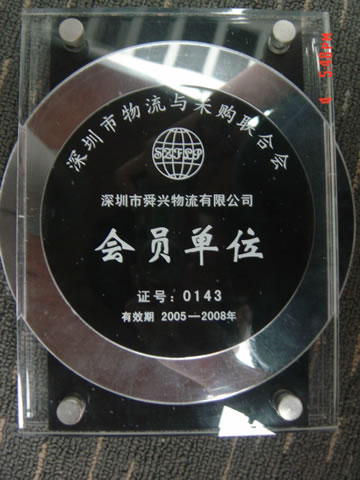 深圳市物流与采购联合会
SZFLP
深圳市舜兴物流有限公司
会员单位
证号：0143
有效期 2005—2008年